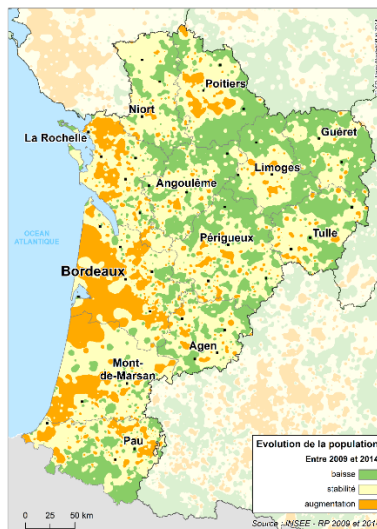 Poitiers
Niort
La Rochelle
Guéret
Limoges
Angoulême
OCEAN
ATLANTIQUE
Périgueux
Tulle
Bordeaux
Agen
Mont-
de-Marsan
Pau
Evolution de la population
Entre 2009 et 2014
baisse
stabilité
augmentation
0 25 50 km
Source : INSEE - RP 2009 et